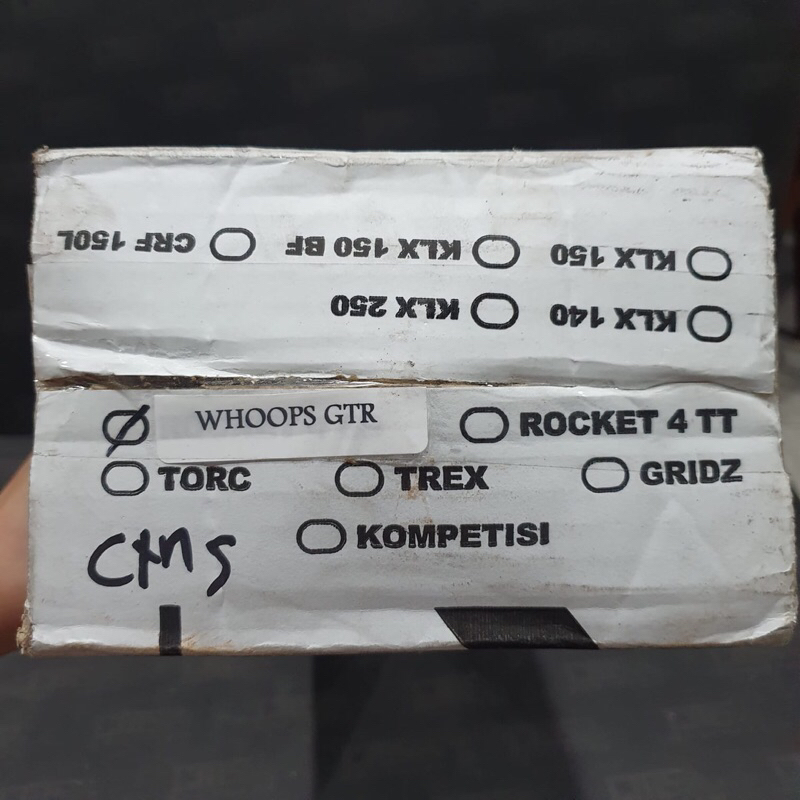 KLX 140 KLX 250
KLX 150 KLX 150 BF CRF 150L
WHOOPS GTR ROCKET 4 TT
TORC TREX GRIDZ
KOMPETISI